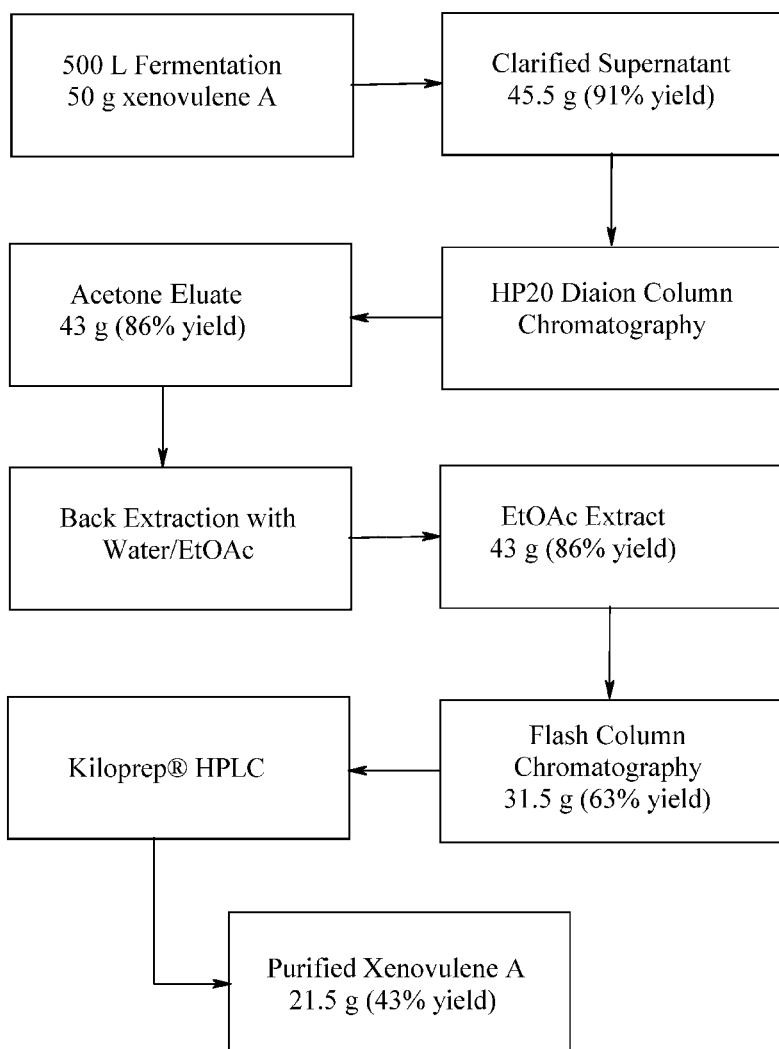 500 L Fermentation
50 g xenovulene A
Clarified Supernatant
45.5 g (91% yield)
HP20 Diaion Column
Chromatography
Acetone Eluate
43 g (86% yield)
Back Extraction with
Water/EtOAc
EtOAc Extract
43 g (86% yield)
Flash Column
Chromatography
31.5 g (63% yield)
Kiloprep® HPLC
Purified Xenovulene A
21.5 g (43% yield)